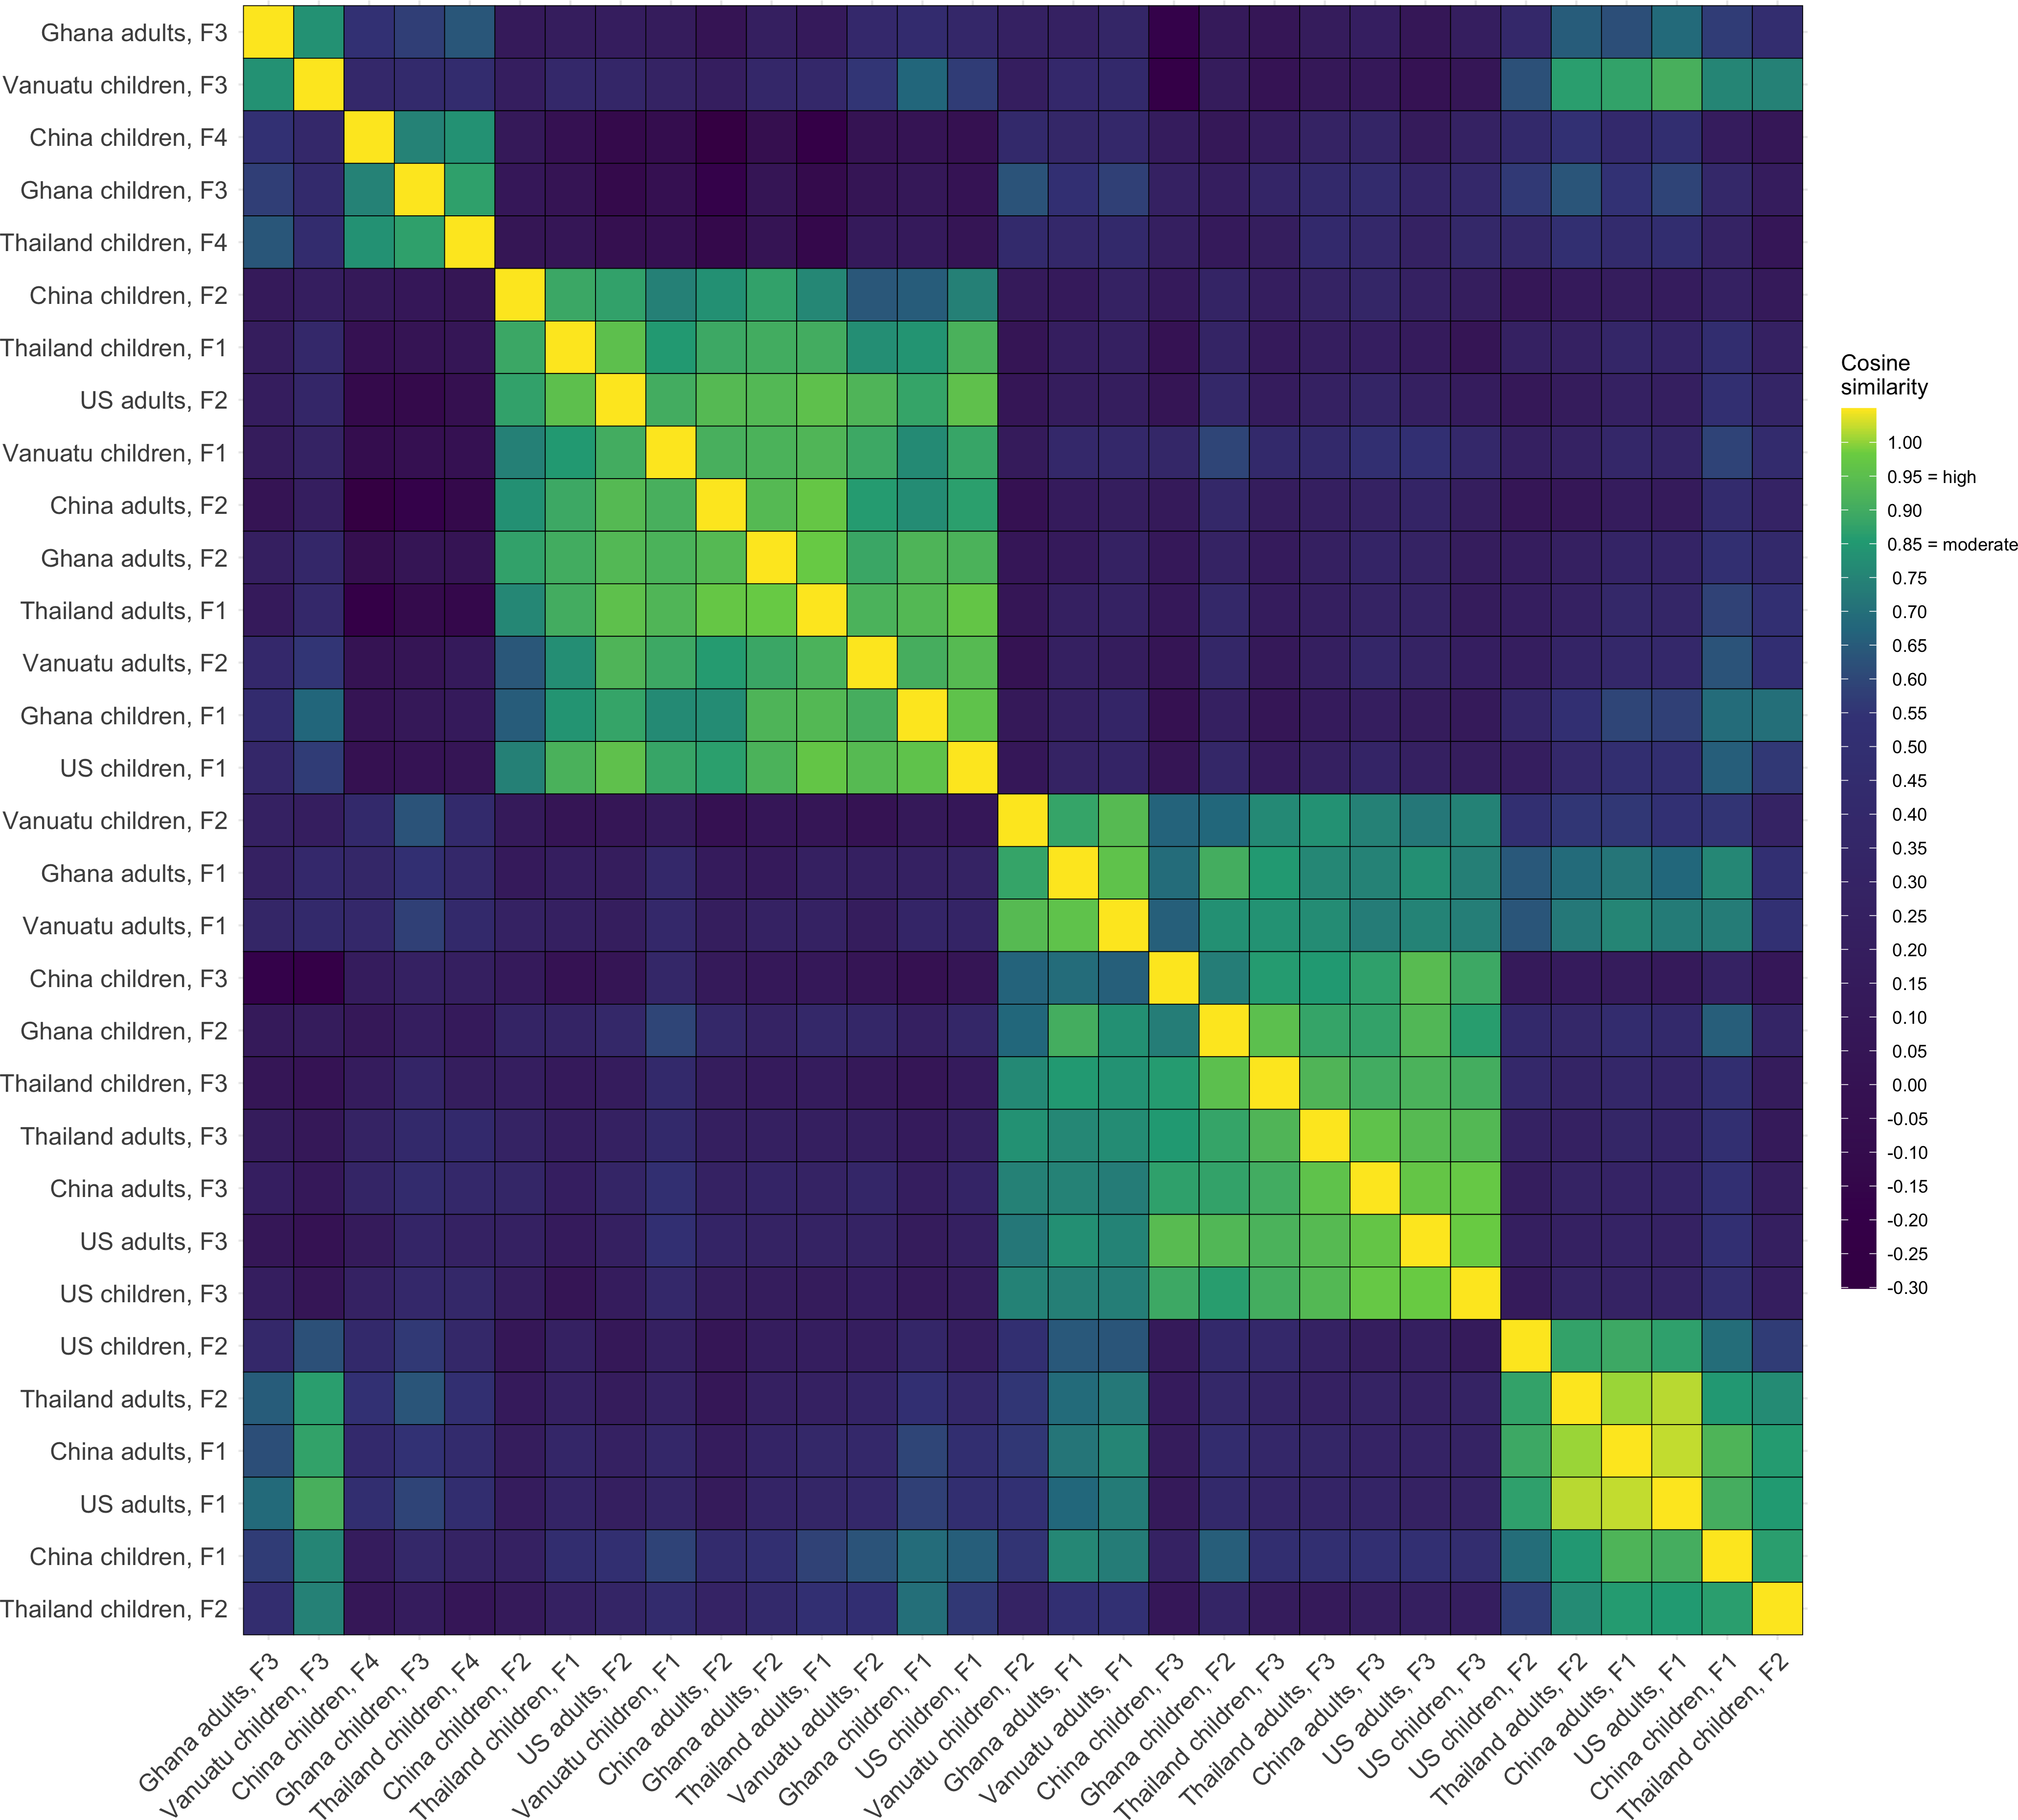 Ghana adults, F3
Vanuatu children, F3
China children, F4
Ghana children, F3
Thailand children, F4
China children, F2
Thailand children, F1
US adults, F2
Vanuatu children, F1
China adults, F2
Ghana adults, F2
Thailand adults, F1
Vanuatu adults, F2
Ghana children, F1
US children, F1
Vanuatu children, F2
Ghana adults, F1
Vanuatu adults, F1
China children, F3
Ghana children, F2
Thailand children, F3
Thailand adults, F3
China adults, F3
US adults, F3
US children, F3
US children, F2
Thailand adults, F2
China adults, F1
US adults, F1
China children, F1
Thailand children, F2
Ghana adults, F3
Vanuatu children, F3
China children, F4
Ghana children, F3
Thailand children, F4
China children, F2
Thailand children, F1
US adults, F2
Vanuatu children, F1
China adults, F2
Ghana adults, F2
Thailand adults, F1
Vanuatu adults, F2
Ghana children, F1
US children, F1
Vanuatu children, F2
Ghana adults, F1
Vanuatu adults, F1
China children, F3
Ghana children, F2
Thailand children, F3
Thailand adults, F3
China adults, F3
US adults, F3
US children, F3
US children, F2
Thailand adults, F2
China adults, F1
US adults, F1
China children, F1
Thailand children, F2
Cosine
similarity
1.00
0.95 = high
0.90
0.85 = moderate
0.75
0.70
0.65
0.60
0.55
0.50
0.45
0.40
0.35
0.30
0.25
0.20
0.15
0.10
0.05
0.00
-0.05
-0.10
-0.15
-0.20
-0.25
-0.30